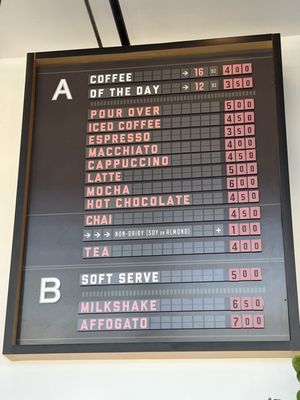 A
COFFEE → 16 OZ 400
OF THE DAY → 12 OZ 350
POUR OVER 500
ICED COFFEE 450
ESPRESSO 350
MACCHIATO 400
CAPPUCCINO 450
LATTE 500
MOCHA 600
HOT CHOCOLATE 450
CHAI 450
→ → → NON-DAIRY (SOY OR ALMOND) + 100
TEA 400
B
SOFT SERVE 500
MILKSHAKE 650
AFFOGATO 700